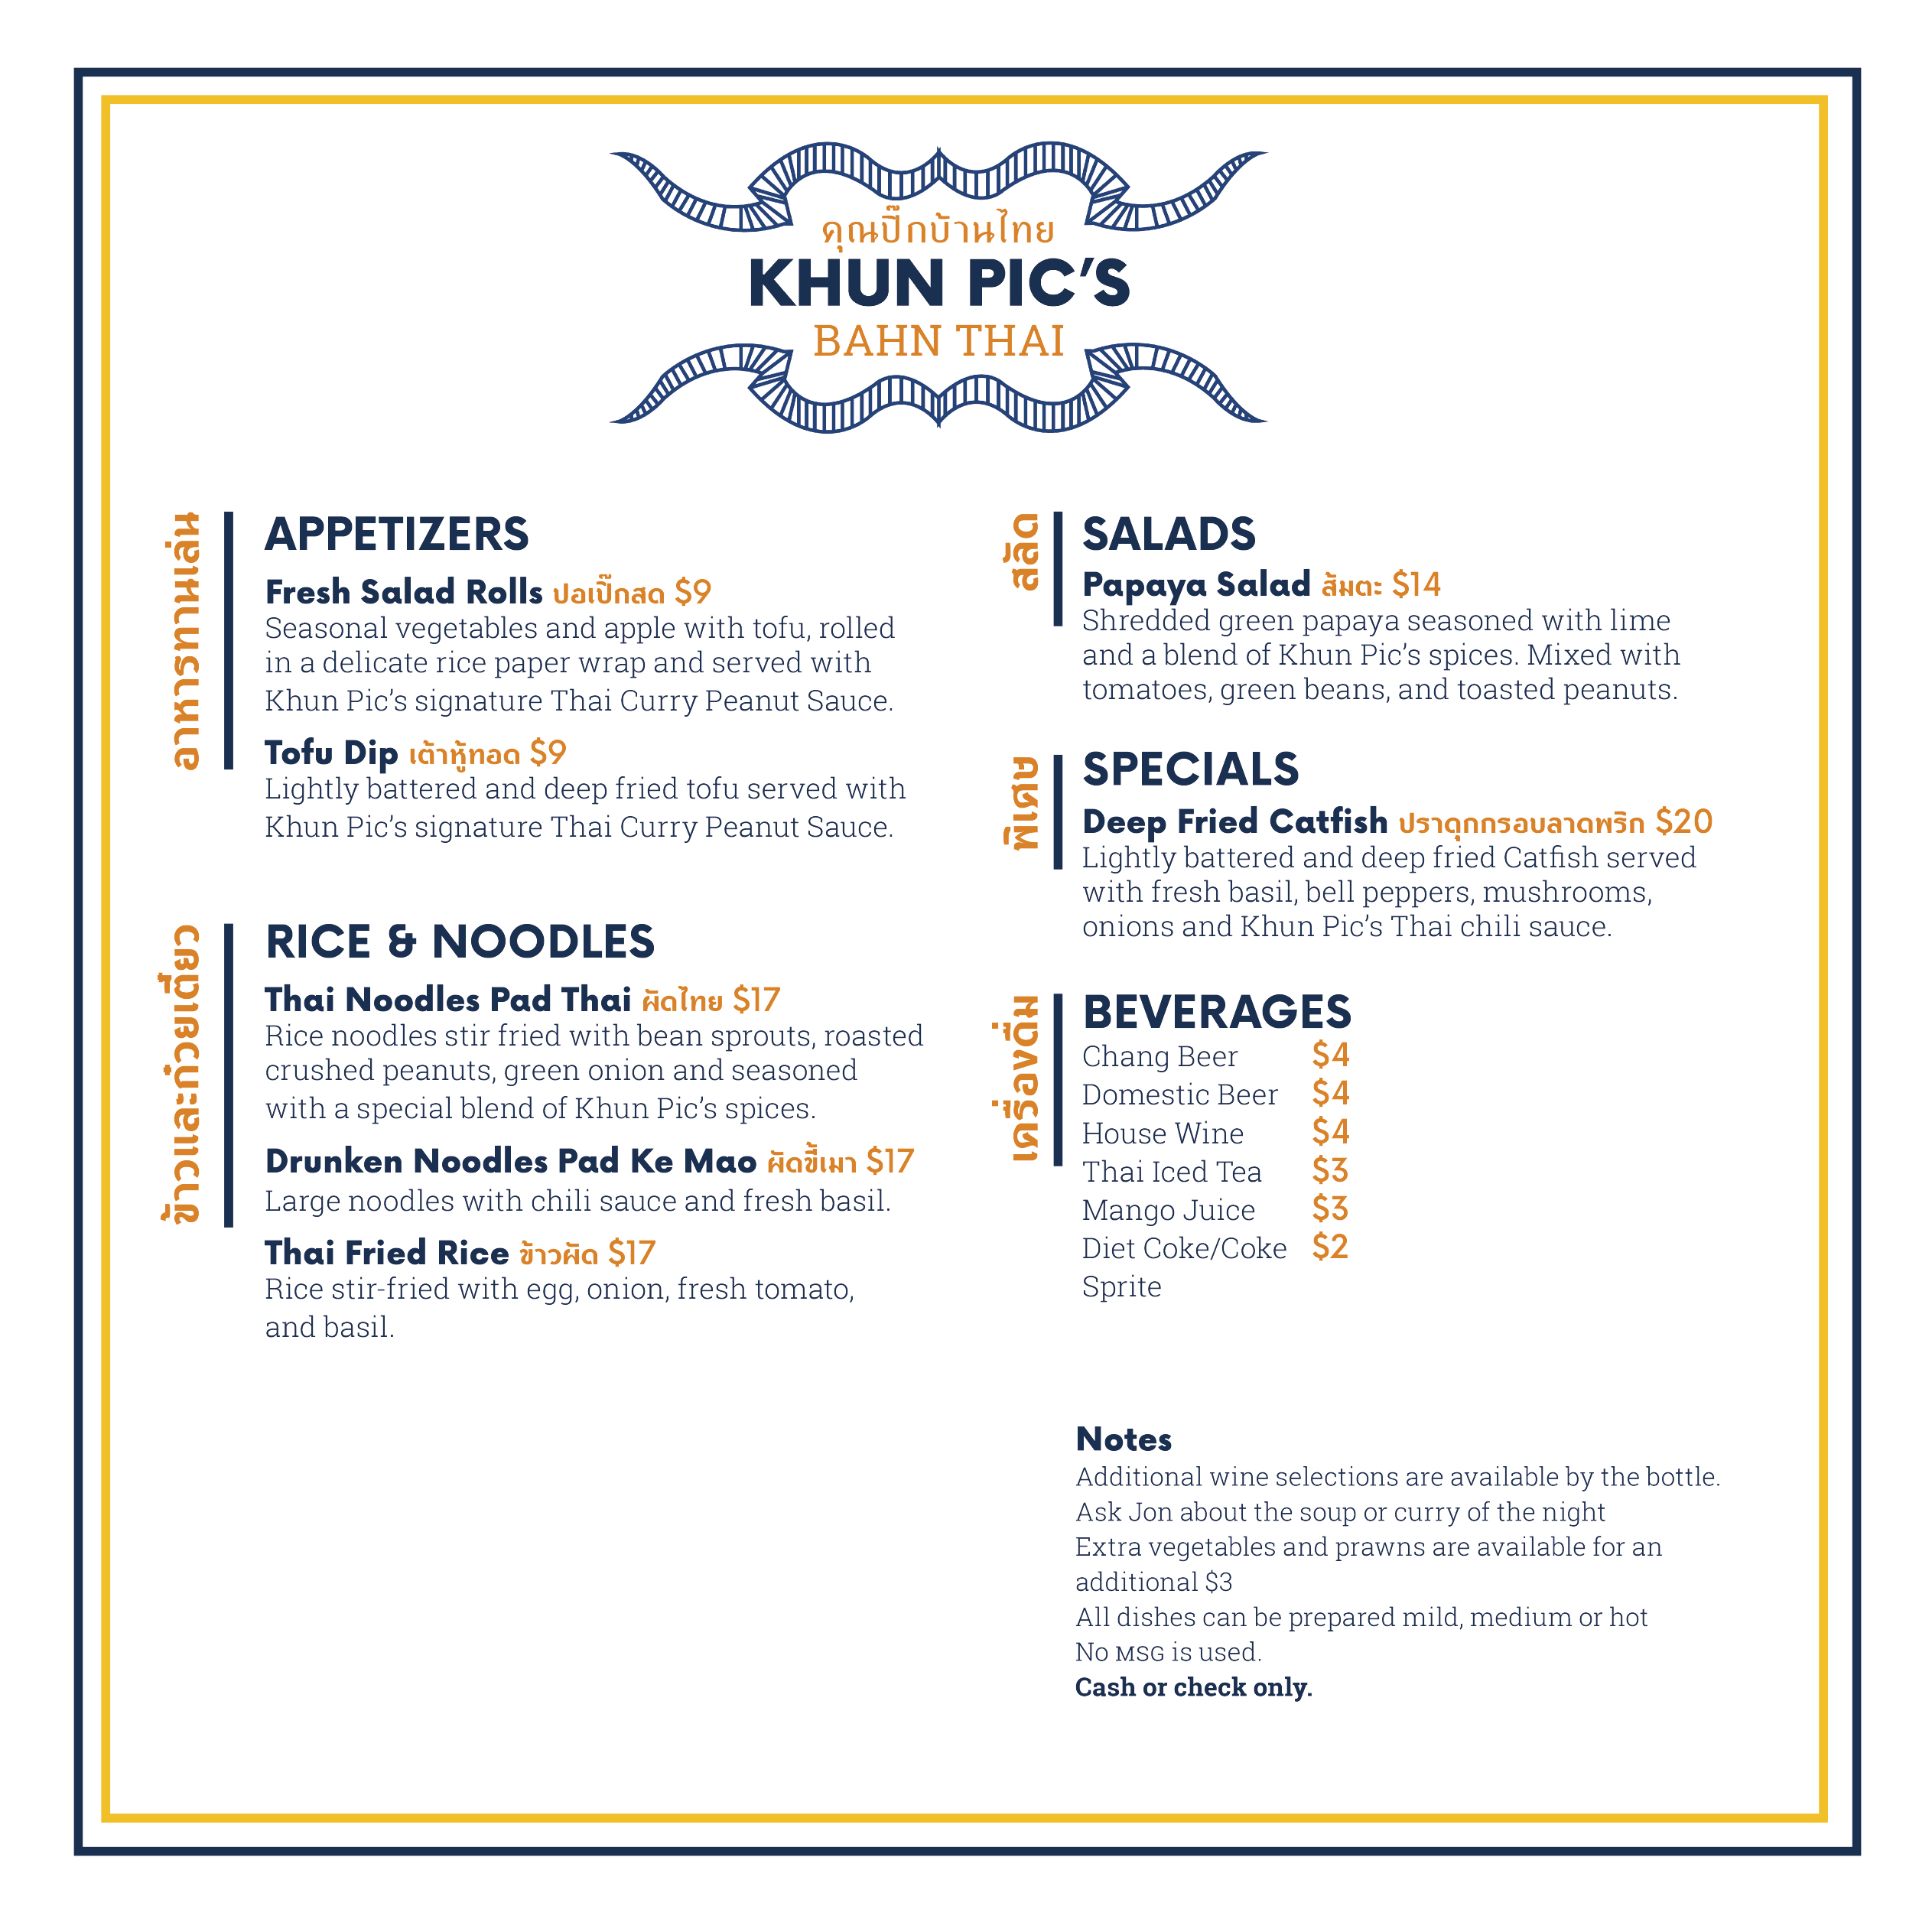 คุณปิ๊กบ้านไทย
KHUN PIC’S
BAHN THAI
อาหารทานเล่น
APPETIZERS
Fresh Salad Rolls ปอเปี๊กสด $9
Seasonal vegetables and apple with tofu, rolled
in a delicate rice paper wrap and served with
Khun Pic’s signature Thai Curry Peanut Sauce.
Tofu Dip เต้าหู้ทอด $9
Lightly battered and deep fried tofu served with
Khun Pic’s signature Thai Curry Peanut Sauce.
ข้าวและก๋วยเตี๋ยว
RICE & NOODLES
Thai Noodles Pad Thai ผัดไทย $17
Rice noodles stir fried with bean sprouts, roasted
crushed peanuts, green onion and seasoned
with a special blend of Khun Pic’s spices.
Drunken Noodles Pad Ke Mao ผัดขี้เมา $17
Large noodles with chili sauce and fresh basil.
Thai Fried Rice ข้าวผัด $17
Rice stir-fried with egg, onion, fresh tomato,
and basil.
สลัด
SALADS
Papaya Salad ส้มตะ $14
Shredded green papaya seasoned with lime
and a blend of Khun Pic’s spices. Mixed with
tomatoes, green beans, and toasted peanuts.
พิเศษ
SPECIALS
Deep Fried Catfish ปราดุกกรอบลาดพริก $20
Lightly battered and deep fried Catfish served
with fresh basil, bell peppers, mushrooms,
onions and Khun Pic’s Thai chili sauce.
เครื่องดื่ม
BEVERAGES
Chang Beer $4
Domestic Beer $4
House Wine $4
Thai Iced Tea $3
Mango Juice $3
Diet Coke/Coke $2
Sprite
Notes
Additional wine selections are available by the bottle.
Ask Jon about the soup or curry of the night
Extra vegetables and prawns are available for an
additional $3
All dishes can be prepared mild, medium or hot
No MSG is used.
Cash or check only.